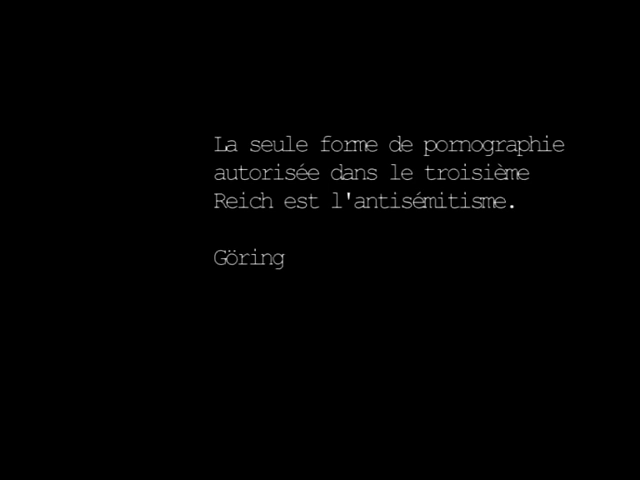 La seule forme de pornographie
autorisée dans le troisième
Reich est l'antisémitisme.
Göring